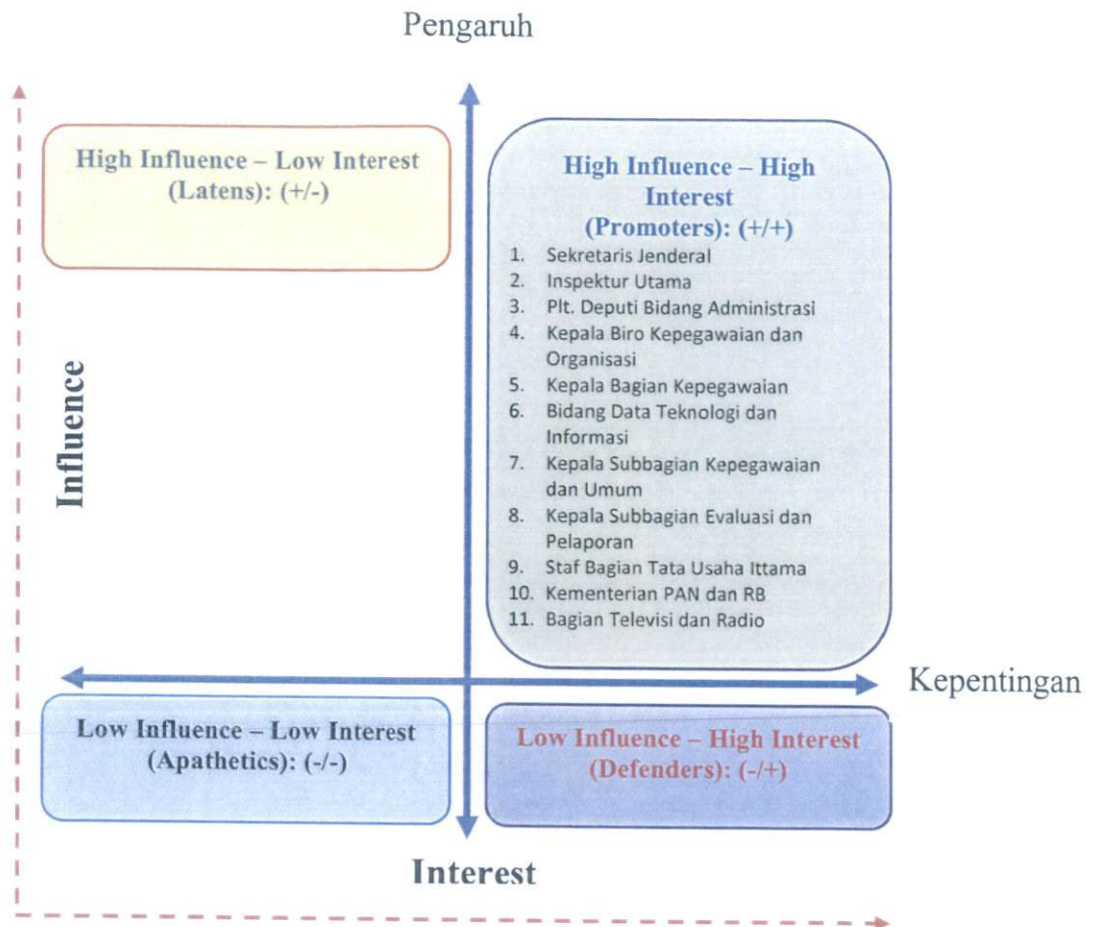 Pengaruh
High Influence – Low Interest
(Latens): (+/-)
High Influence – High
Interest
(Promoters): (+/+)
1. Sekretaris Jenderal
2. Inspektur Utama
3. Plt. Deputi Bidang Administrasi
4. Kepala Biro Kepegawaian dan
Organisasi
5. Kepala Bagian Kepegawaian
6. Bidang Data Teknologi dan
Informasi
7. Kepala Subbagian Kepegawaian
dan Umum
8. Kepala Subbagian Evaluasi dan
Pelaporan
9. Staf Bagian Tata Usaha Ittama
10. Kementerian PAN dan RB
11. Bagian Televisi dan Radio
Influence
Kepentingan
Low Influence – Low Interest
(Apathetics): (-/-)
Low Influence – High Interest
(Defenders): (-/+)
Interest